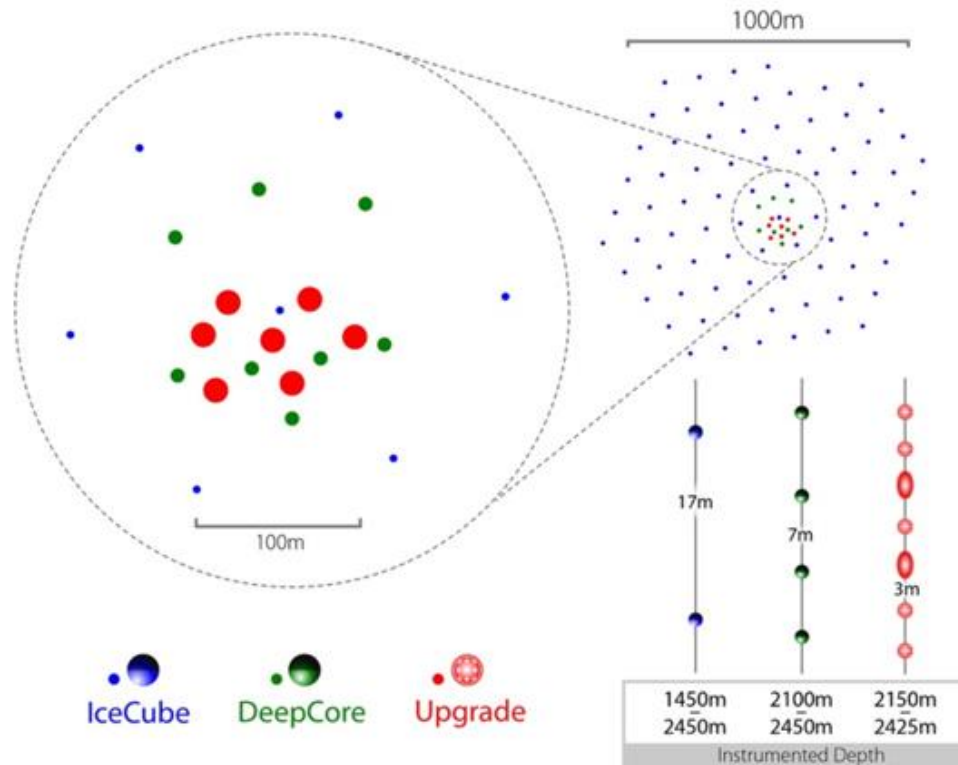 1000m
100m
17m
7m
3m
IceCube
DeepCore
Upgrade
1450m 2100m 2150m
– – –
2450m 2450m 2425m
Instrumented Depth